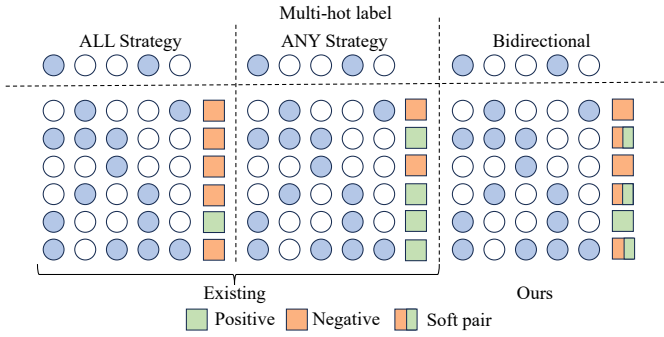 Multi-hot label
ALL Strategy
ANY Strategy
Bidirectional
Existing
Ours
Positive
Negative
Soft pair